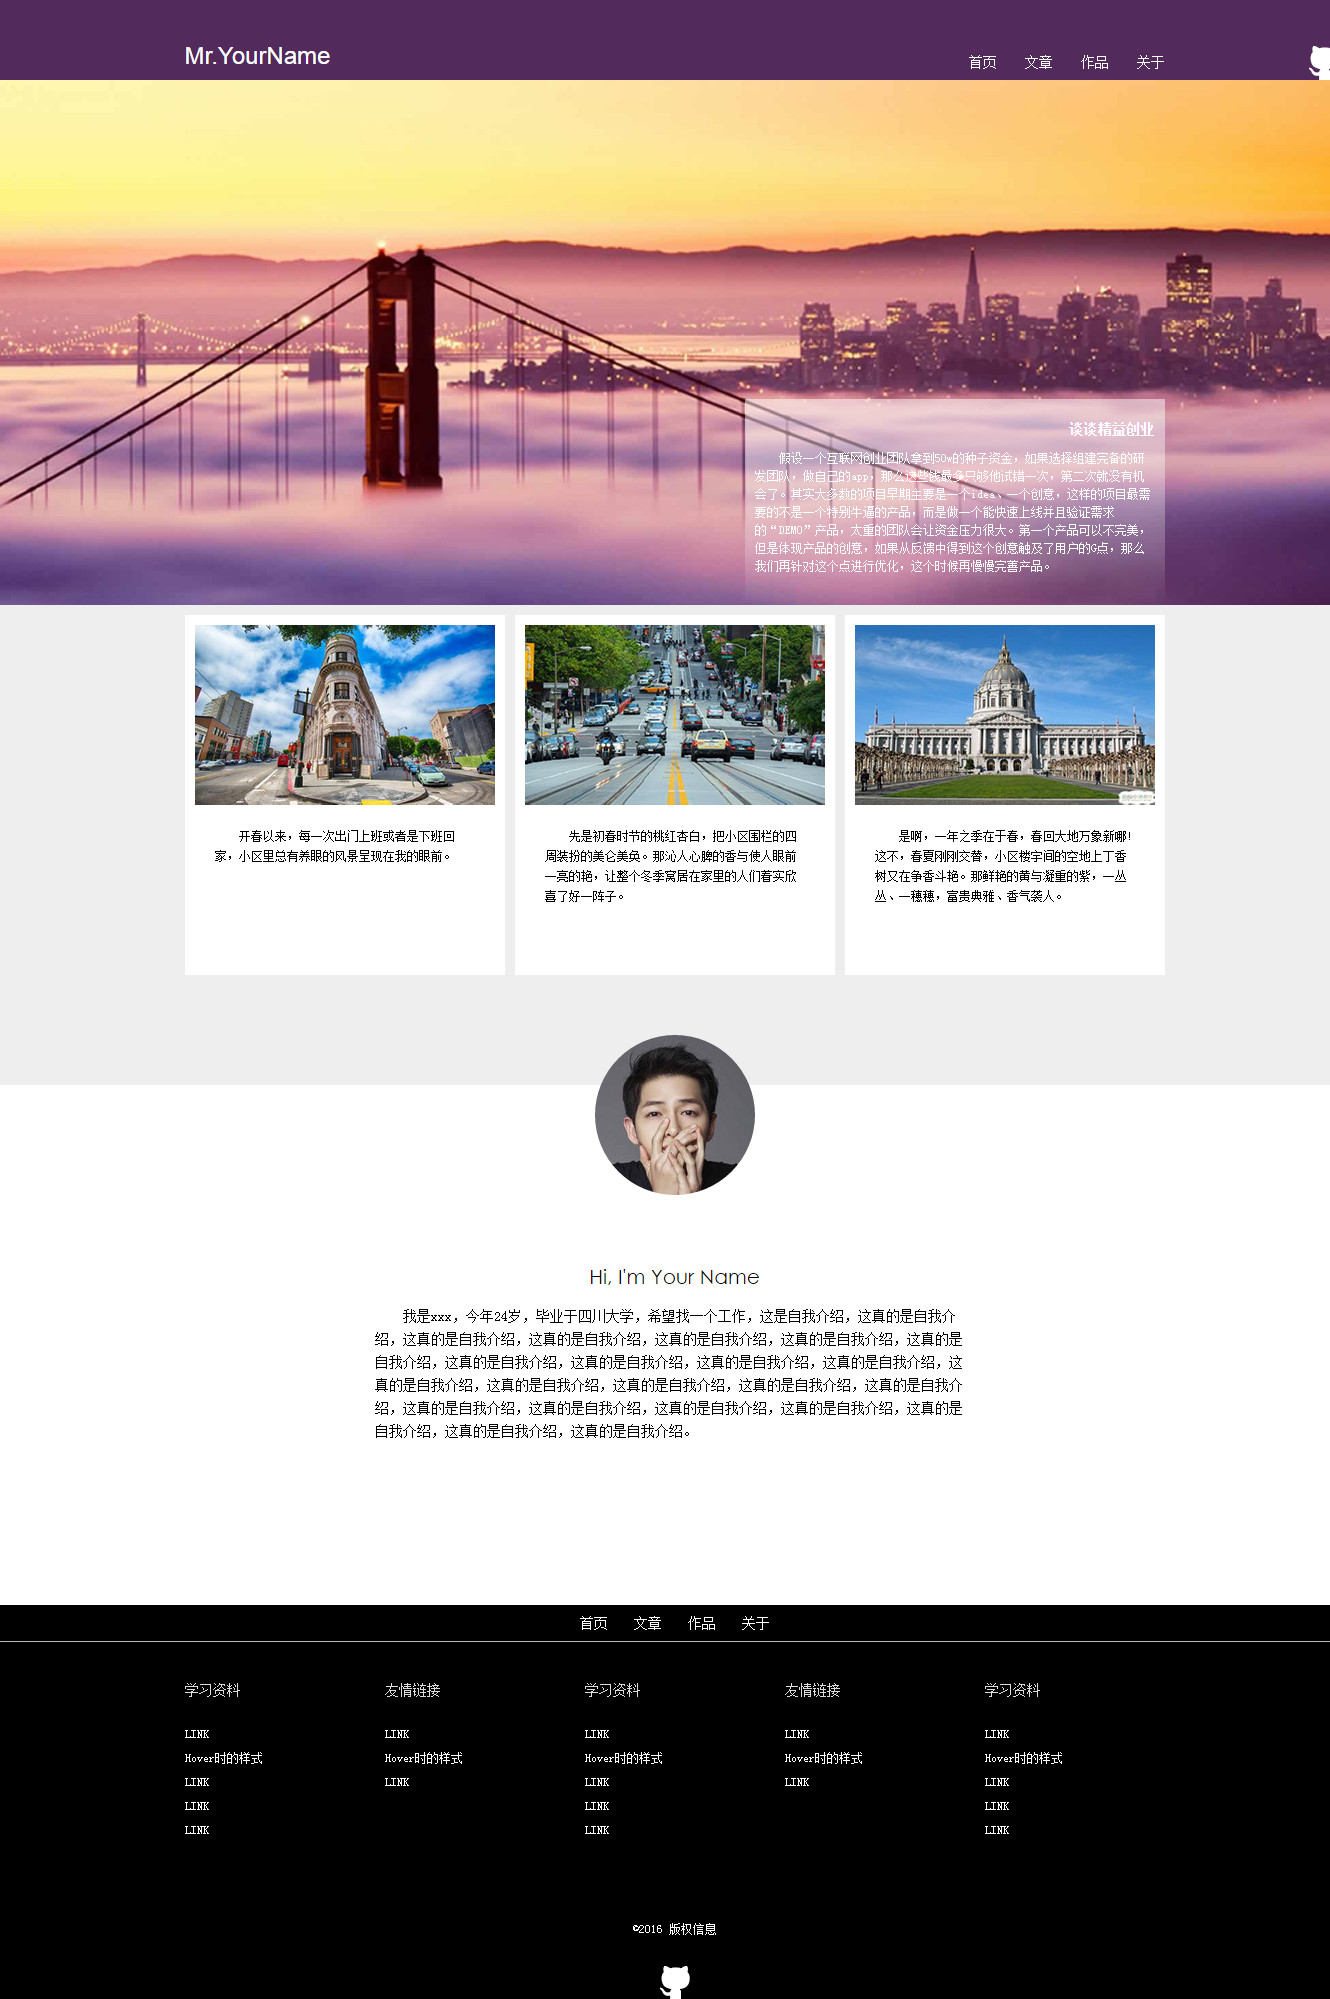 Mr.YourName
首页 文章 作品 关于
谈谈精益创业
假设一个互联网创业团队拿到50w的种子资金，如果选择组建完备的研
发团队，做自己的app，那么这些钱最多只够他试错一次，第二次就没有机
会了。其实大多数的项目早期主要是一个idea、一个创意，这样的项目最需
要的不是一个特别牛逼的产品，而是做一个能快速上线并且验证需求
的“DEMO”产品，太重的团队会让资金压力很大。第一个产品可以不完美，
但是体现产品的创意，如果从反馈中得到这个创意触及了用户的G点，那么
我们再针对这个点进行优化，这个时候再慢慢完善产品。
开春以来，每一次出门上班或者是下班回
家，小区里总有养眼的风景呈现在我的眼前。
先是初春时节的桃红杏白，把小区围栏的四
周装扮的美仑美奂。那沁人心脾的香与使人眼前
一亮的艳，让整个冬季窝居在家里的人们着实欣
喜了好一阵子。
是啊，一年之季在于春，春回大地万象新哪！
这不，春夏刚刚交替，小区楼宇间的空地上丁香
树又在争香斗艳。那鲜艳的黄与凝重的紫，一丛
丛、一穗穗，富贵典雅、香气袭人。
Hi, I'm Your Name
我是xxx，今年24岁，毕业于四川大学，希望找一个工作，这是自我介绍，这真的是自我介
绍，这真的是自我介绍，这真的是自我介绍，这真的是自我介绍，这真的是自我介绍，这真的是
自我介绍，这真的是自我介绍，这真的是自我介绍，这真的是自我介绍，这真的是自我介绍，这
真的是自我介绍，这真的是自我介绍，这真的是自我介绍，这真的是自我介绍，这真的是自我介
绍，这真的是自我介绍，这真的是自我介绍，这真的是自我介绍，这真的是自我介绍，这真的是
自我介绍，这真的是自我介绍，这真的是自我介绍。
首页 文章 作品 关于
学习资料 友情链接 学习资料 友情链接 学习资料
LINK LINK LINK LINK LINK
Hover时的样式 Hover时的样式 Hover时的样式 Hover时的样式 Hover时的样式
LINK LINK LINK LINK LINK
LINK LINK LINK
LINK LINK LINK
©2016 版权信息